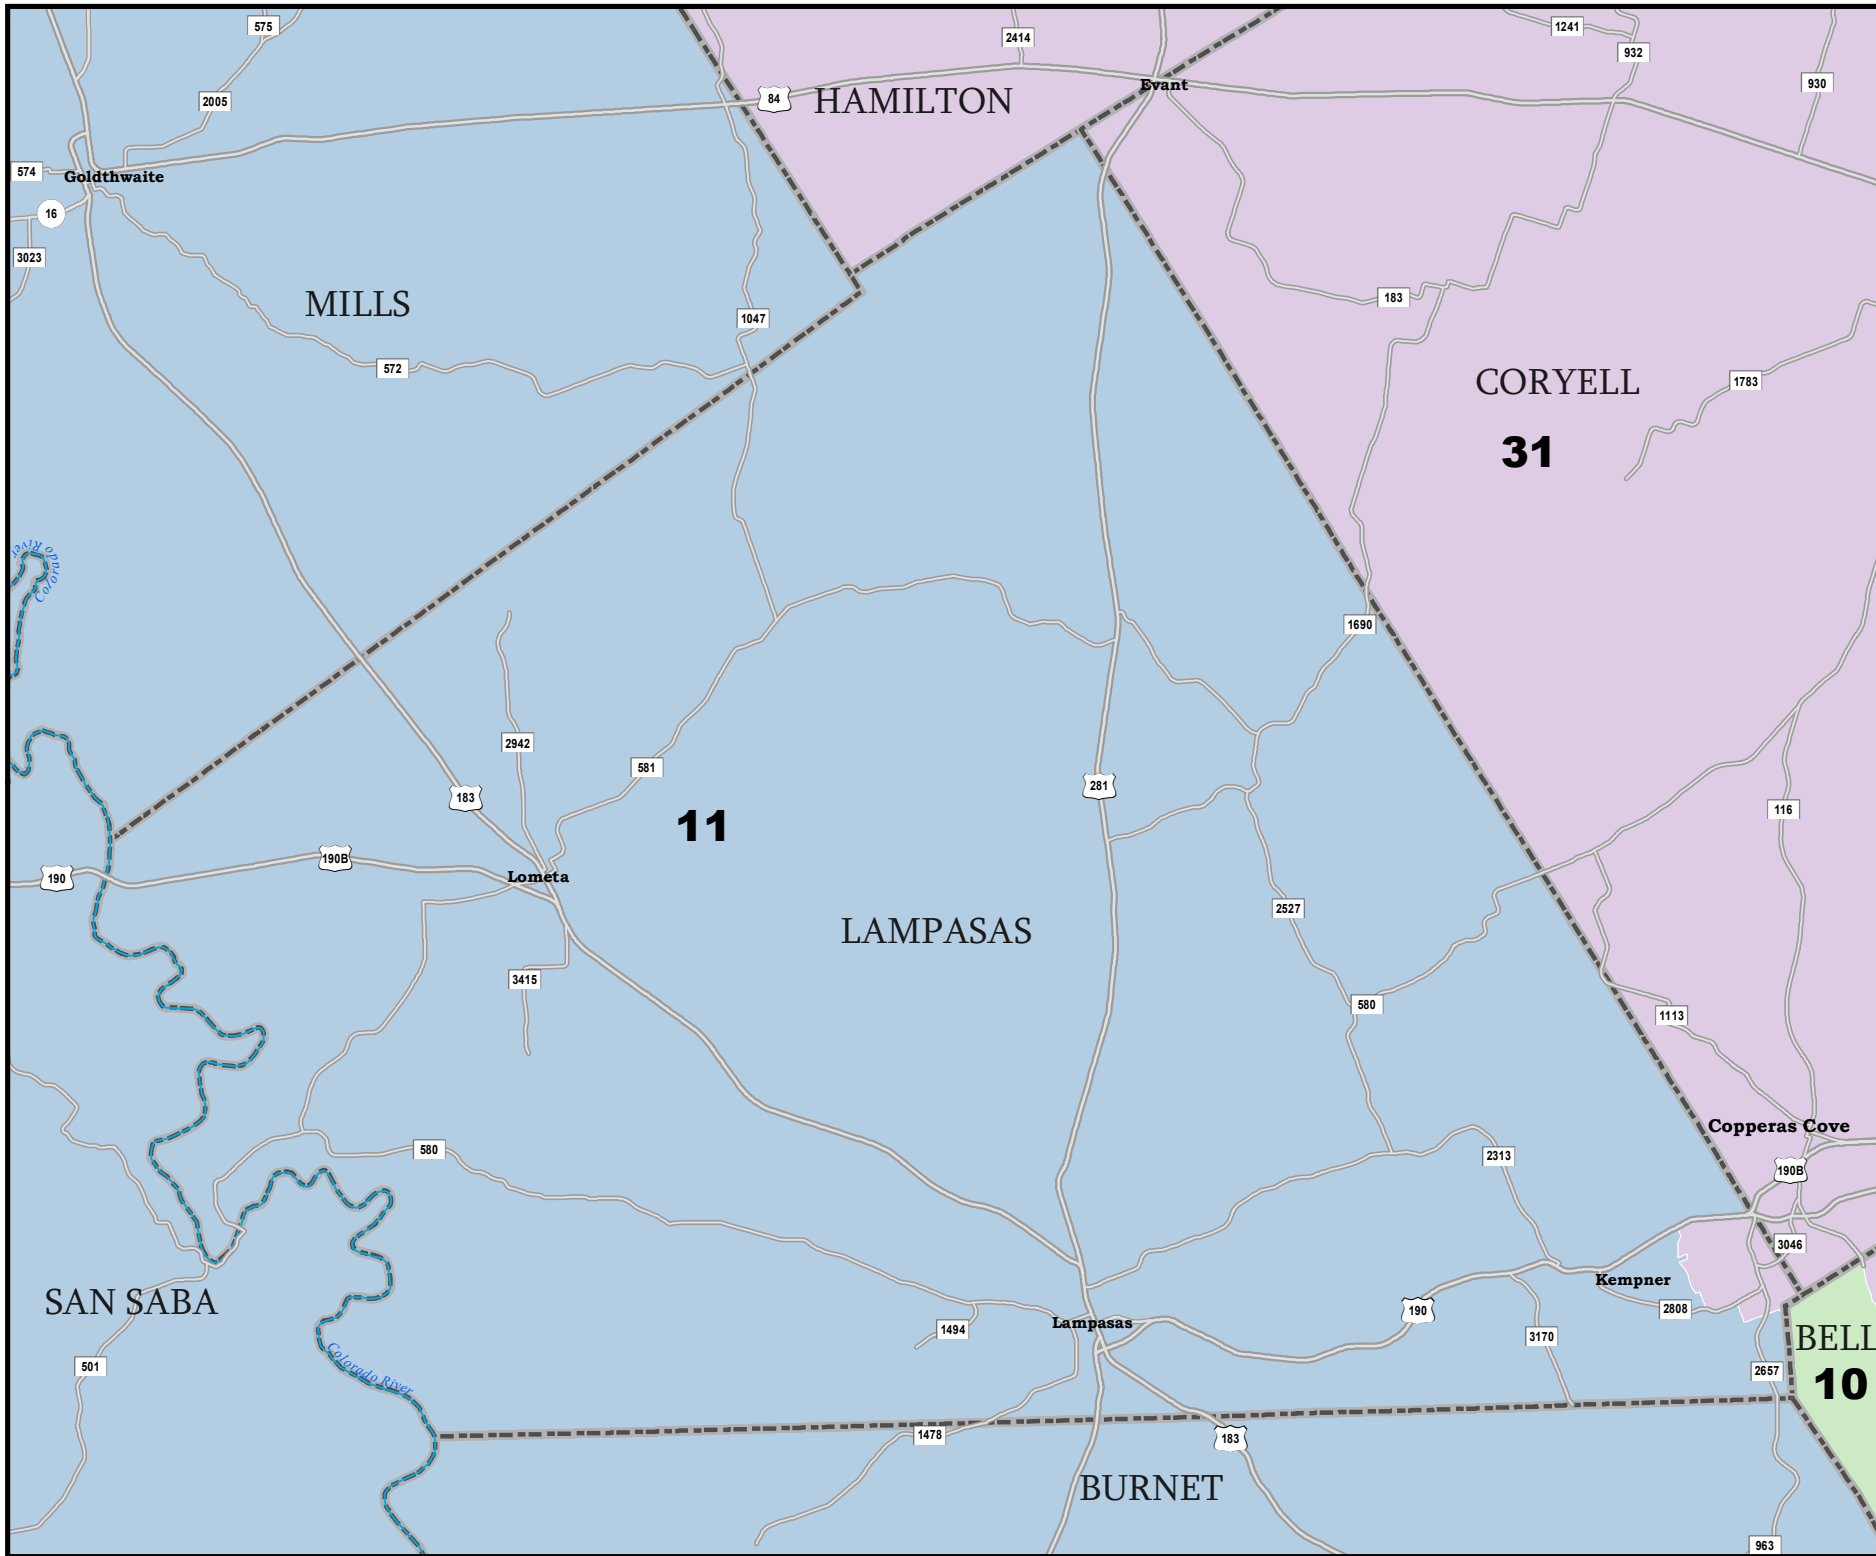 575
2414
1241
932
930
2005
84
HAMILTON
Evant
574
Goldthwaite
16
3023
MILLS
183
1047
572
CORYELL
1783
31
Colorado River
1690
2942
581
183
281
116
11
190
190B
Lometa
2527
LAMPASAS
3415
580
1113
Copperas Cove
580
2313
190B
3046
Kempner
SAN SABA
2808
190
1494
Lampasas
3170
BELL
501
Colorado River
2657
10
1478
183
BURNET
963